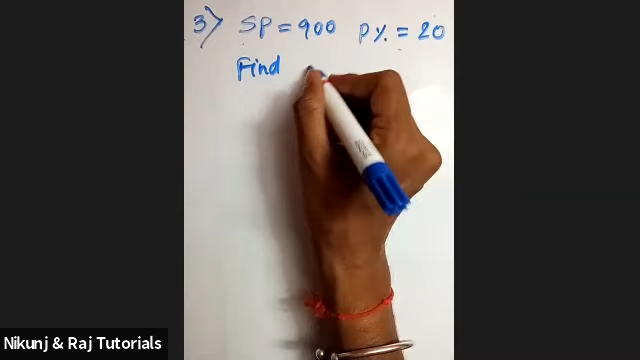 3) SP = 900 P% = 20
Find
Nikunj & Raj Tutorials